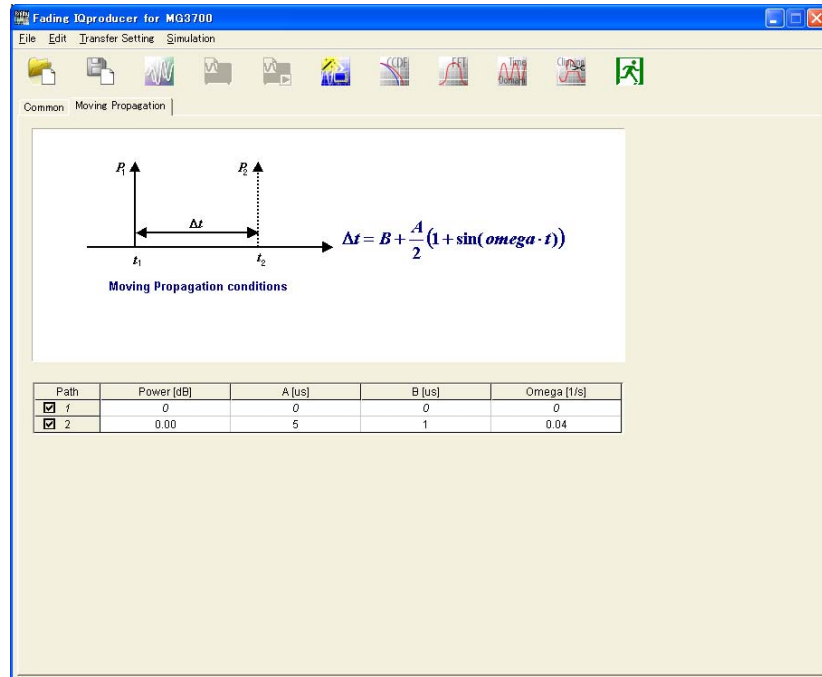 Fading IQproducer for MG3700
File Edit Transfer Setting Simulation
CCDF FFT Time Domain Clipping
Common Moving Propagation
P₁ P₂
Δt
t₁ t₂
Δt = B + A/2 (1 + sin(omega · t))
Moving Propagation conditions
Path Power [dB] A [us] B [us] Omega [1/s]
1 0 0 0 0
2 0.00 5 1 0.04